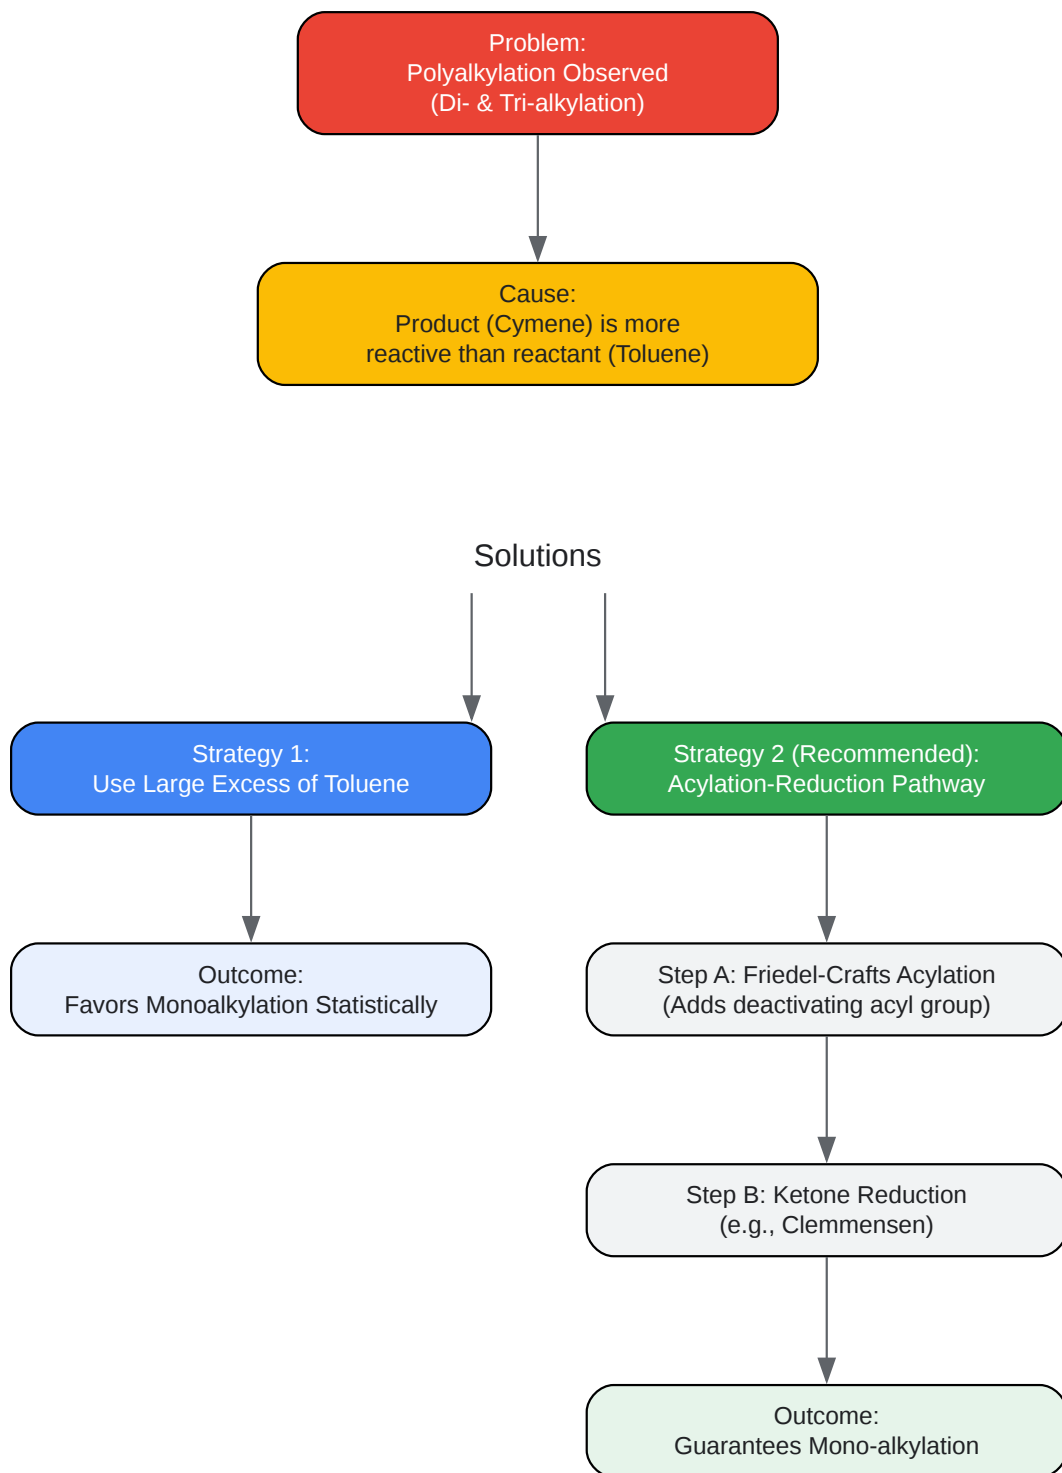 Problem:
Polyalkylation Observed
(Di- & Tri-alkylation)
Cause:
Product (Cymene) is more
reactive than reactant (Toluene)
Solutions
Strategy 1:
Use Large Excess of Toluene
Outcome:
Favors Monoalkylation Statistically
Strategy 2 (Recommended):
Acylation-Reduction Pathway
Step A: Friedel-Crafts Acylation
(Adds deactivating acyl group)
Step B: Ketone Reduction
(e.g., Clemmensen)
Outcome:
Guarantees Mono-alkylation